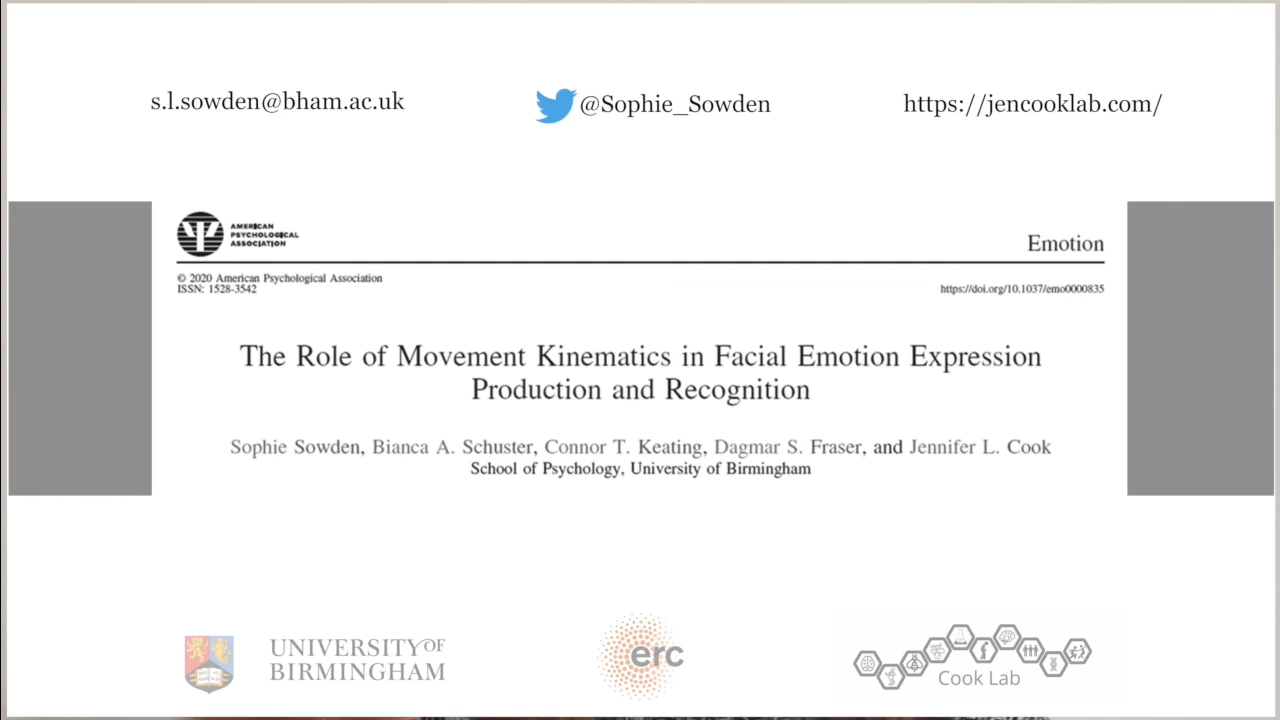 s.l.sowden@bham.ac.uk
@Sophie_Sowden
https://jencooklab.com/
AMERICAN
PSYCHOLOGICAL
ASSOCIATION
Emotion
© 2020 American Psychological Association
ISSN: 1528-3542
https://doi.org/10.1037/emo0000835
The Role of Movement Kinematics in Facial Emotion Expression
Production and Recognition
Sophie Sowden, Bianca A. Schuster, Connor T. Keating, Dagmar S. Fraser, and Jennifer L. Cook
School of Psychology, University of Birmingham
UNIVERSITY OF
BIRMINGHAM
erc
Cook Lab